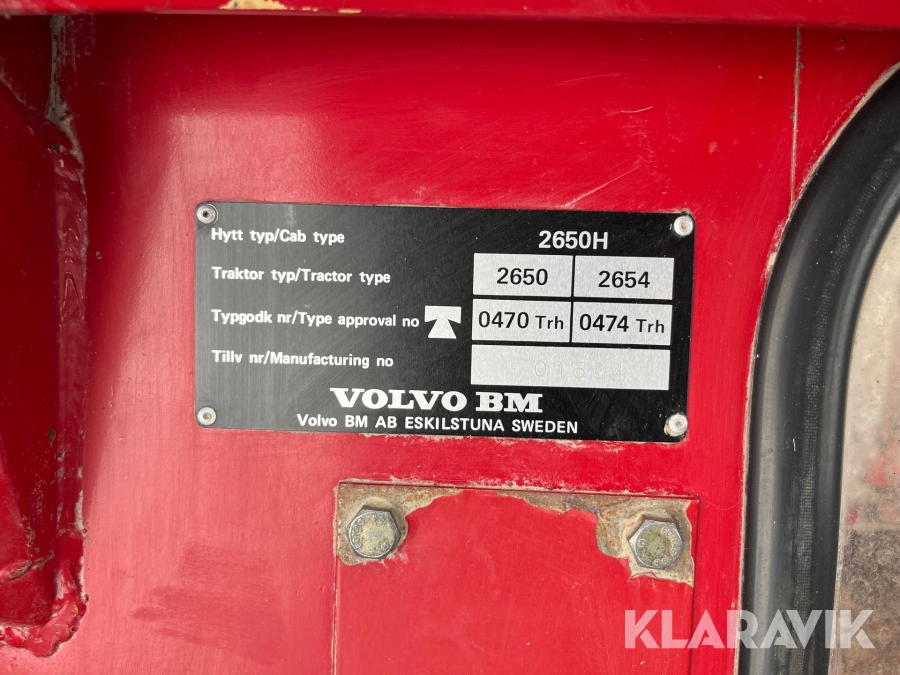 Hytt typ/Cab type 2650H
Traktor typ/Tractor type 2650 2654
Typgodk nr/Type approval no T 0470 Trh 0474 Trh
Tillv nr/Manufacturing no
VOLVO BM
Volvo BM AB ESKILSTUNA SWEDEN
KLARAVIK